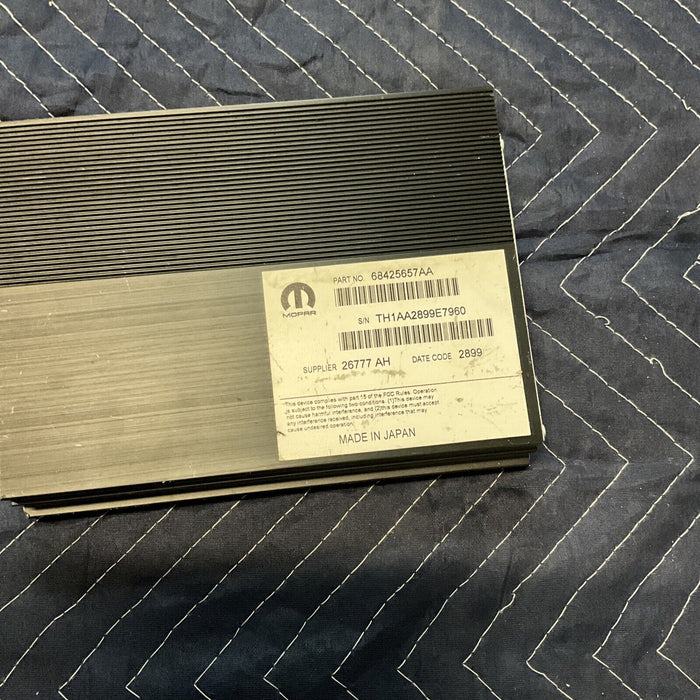 PART NO. 68425657AA
MOPAR
S/N TH1AA2899E7960
SUPPLIER 26777 AH DATE CODE 2899
This device complies with part 15 of the FCC Rules. Operation
is subject to the following two conditions. (1)This device may
not cause harmful interference, and (2)this device must accept
any interference received, including interference that may
cause undesired operation.
MADE IN JAPAN